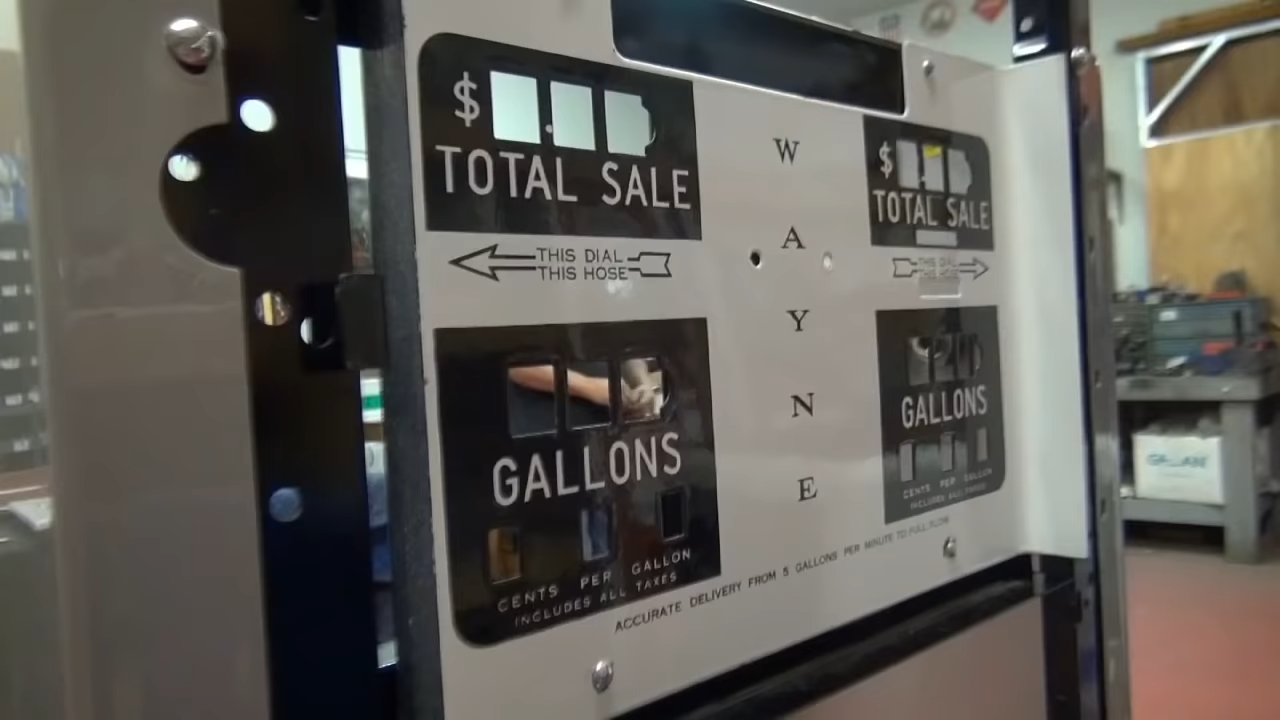 $ .
TOTAL SALE
THIS DIAL
THIS HOSE
GALLONS
CENTS PER GALLON
INCLUDES ALL TAXES
W
A
Y
N
E
$ .
TOTAL SALE
THIS DIAL
THIS HOSE
GALLONS
CENTS PER GALLON
INCLUDES ALL TAXES
ACCURATE DELIVERY FROM 5 GALLONS PER MINUTE TO FULL FLOW